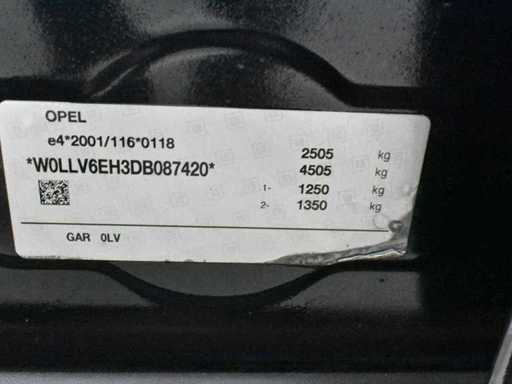 OPEL
e4*2001/116*0118
*W0LLV6EH3DB087420*
2505 kg
4505 kg
1- 1250 kg
2- 1350 kg
GAR 0LV